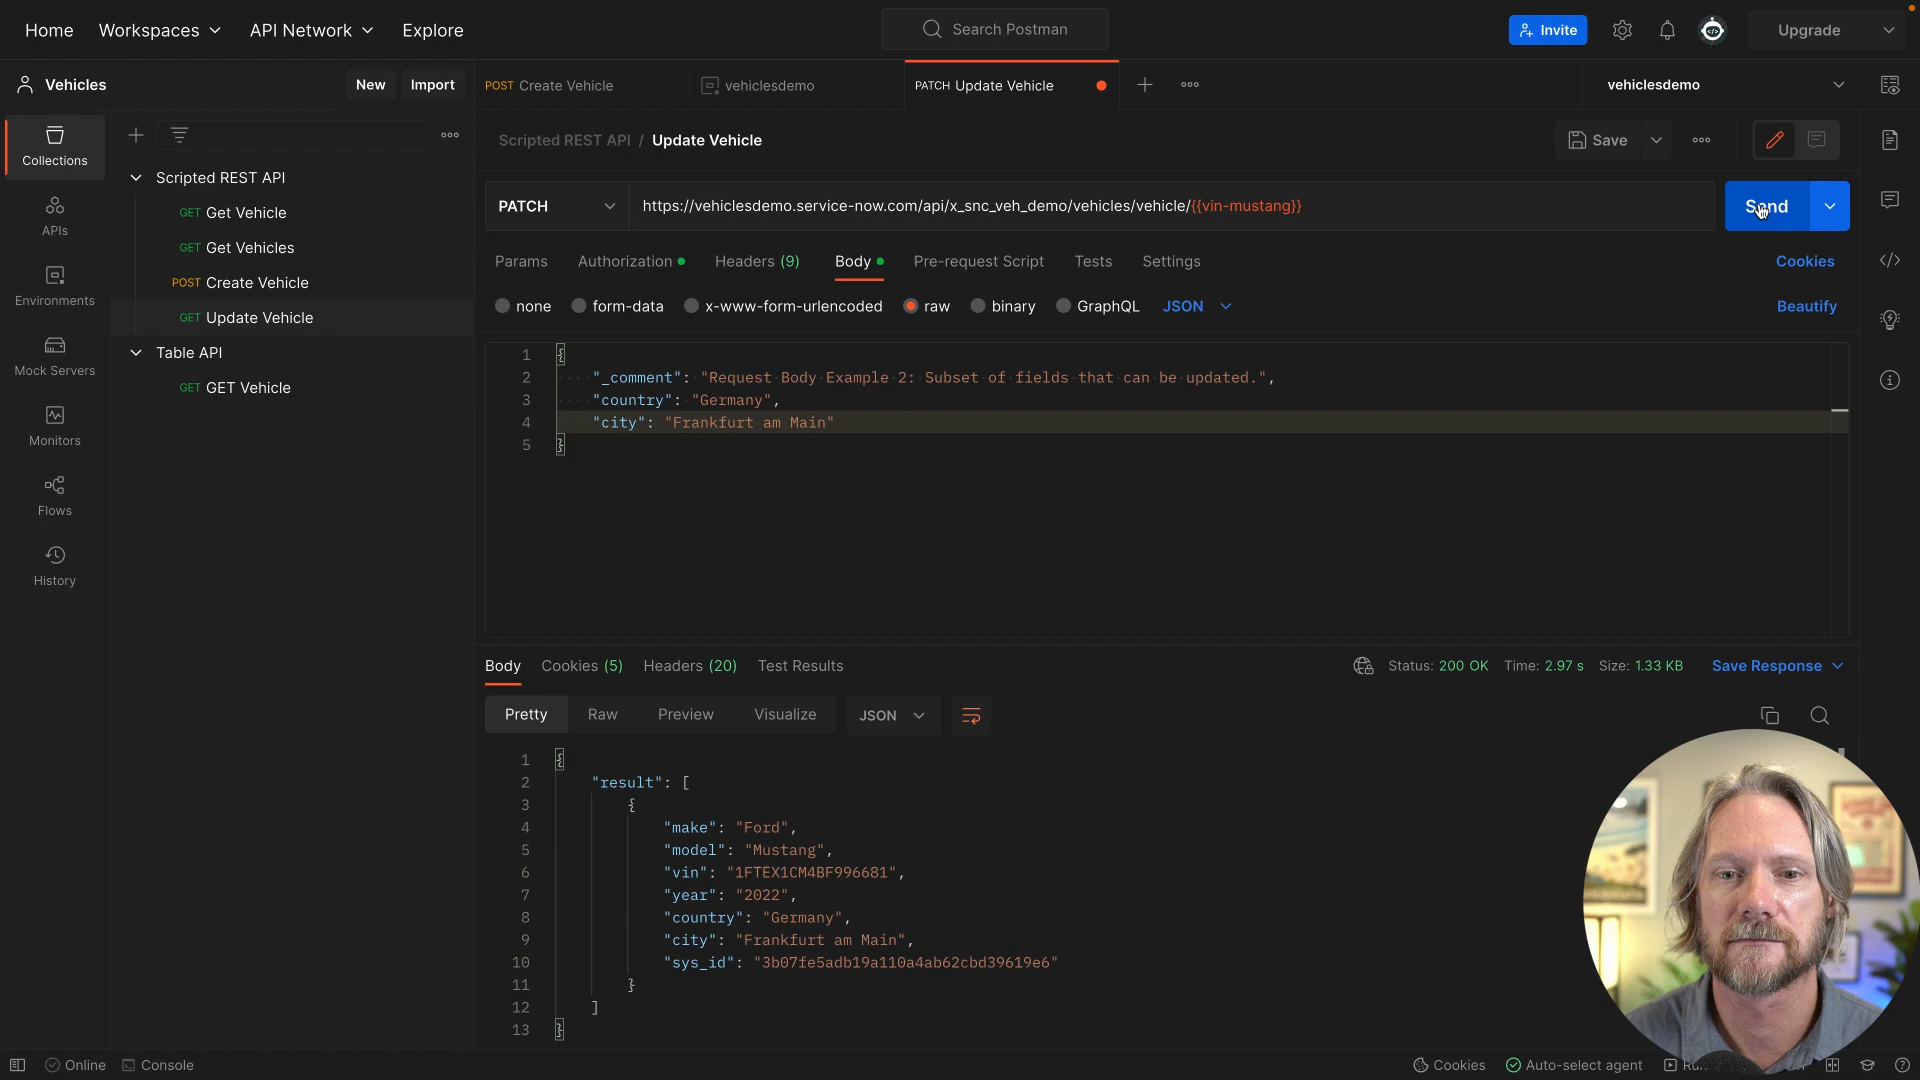 Home Workspaces API Network Explore Search Postman Invite Upgrade
Vehicles New Import POST Create Vehicle vehiclesdemo PATCH Update Vehicle vehiclesdemo
Scripted REST API / Update Vehicle Save
Collections
APIs
Environments
Mock Servers
Monitors
Flows
History
Scripted REST API
GET Get Vehicle
GET Get Vehicles
POST Create Vehicle
GET Update Vehicle
Table API
GET GET Vehicle
PATCH https://vehiclesdemo.service-now.com/api/x_snc_veh_demo/vehicles/vehicle/{{vin-mustang}} Send
Params Authorization Headers (9) Body Pre-request Script Tests Settings Cookies
none form-data x-www-form-urlencoded raw binary GraphQL JSON Beautify
1 {
2 "_comment": "Request Body Example 2: Subset of fields that can be updated.",
3 "country": "Germany",
4 "city": "Frankfurt am Main"
5 }
Body Cookies (5) Headers (20) Test Results Status: 200 OK Time: 2.97 s Size: 1.33 KB Save Response
Pretty Raw Preview Visualize JSON
1 {
2 "result": [
3 {
4 "make": "Ford",
5 "model": "Mustang",
6 "vin": "1FTEX1CM4BF996681",
7 "year": "2022",
8 "country": "Germany",
9 "city": "Frankfurt am Main",
10 "sys_id": "3b07fe5adb19a110a4ab62cbd39619e6"
11 }
12 ]
13 }
Online Console Cookies Auto-select agent